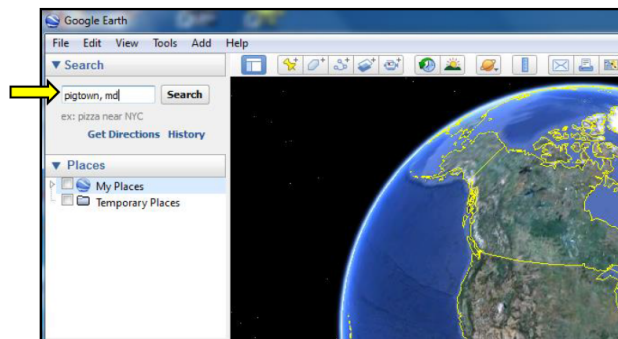 Google Earth
File Edit View Tools Add Help
Search
pigtown, md
Search
ex: pizza near NYC
Get Directions History
Places
My Places
Temporary Places